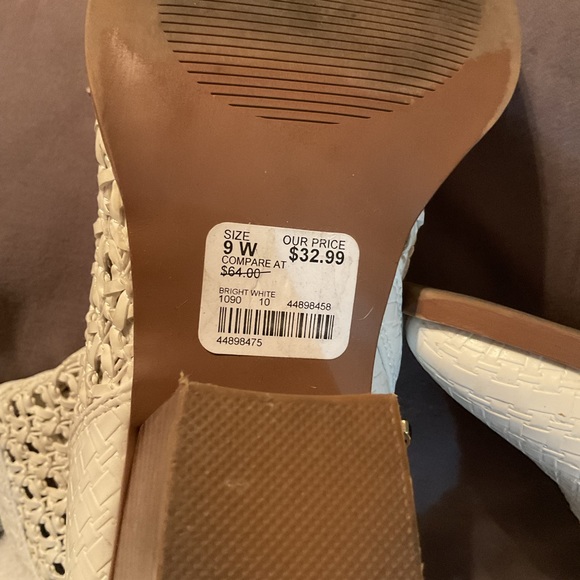 SIZE
9 W
OUR PRICE
$32.99
COMPARE AT
$64.00
BRIGHT WHITE
1090 10 44898458
44898475